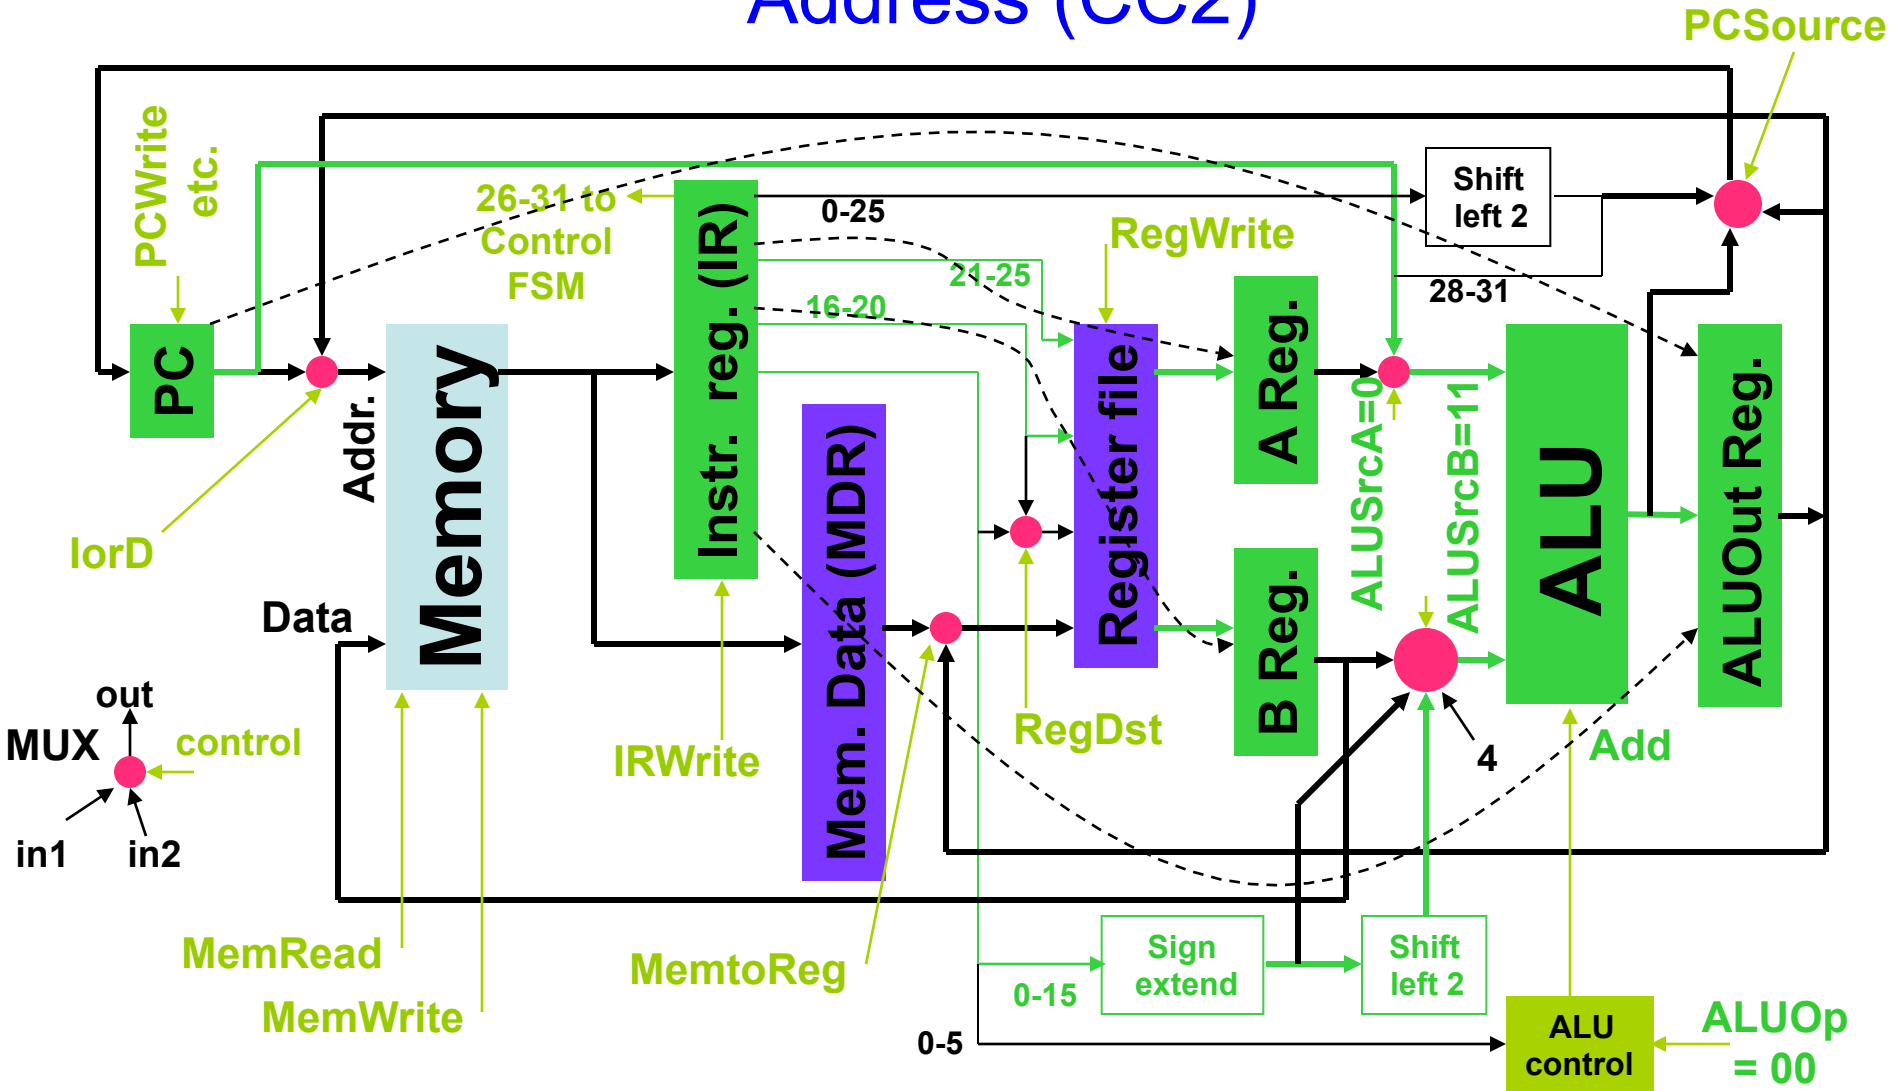 Address (CC2)
PCSource
PCWrite
etc.
26-31 to
Control
FSM
0-25
Shift
left 2
RegWrite
21-25
28-31
16-20
PC
Addr.
Memory
Instr. reg. (IR)
Mem. Data (MDR)
Register file
A Reg.
B Reg.
ALUSrcA=0
ALUSrcB=11
ALU
ALUOut Reg.
IorD
Data
out
MUX
control
in1
in2
IRWrite
RegDst
4
Add
MemRead
MemWrite
MemtoReg
0-15
Sign
extend
Shift
left 2
0-5
ALU
control
ALUOp
= 00